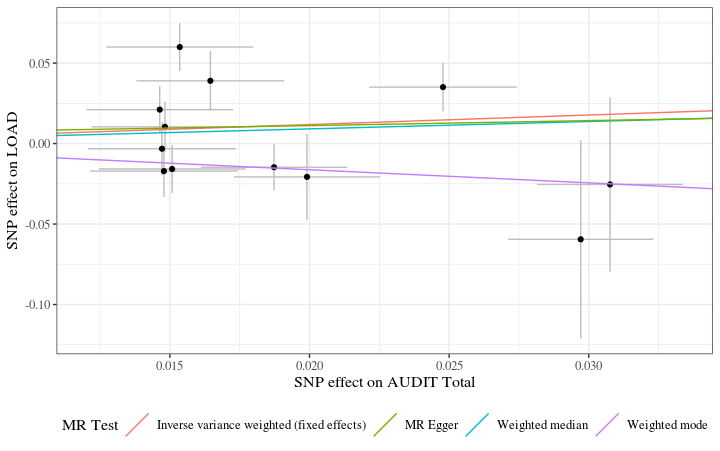 0.05
0.00
-0.05
-0.10
SNP effect on LOAD
0.015 0.020 0.025 0.030
SNP effect on AUDIT Total
MR Test Inverse variance weighted (fixed effects) MR Egger Weighted median Weighted mode